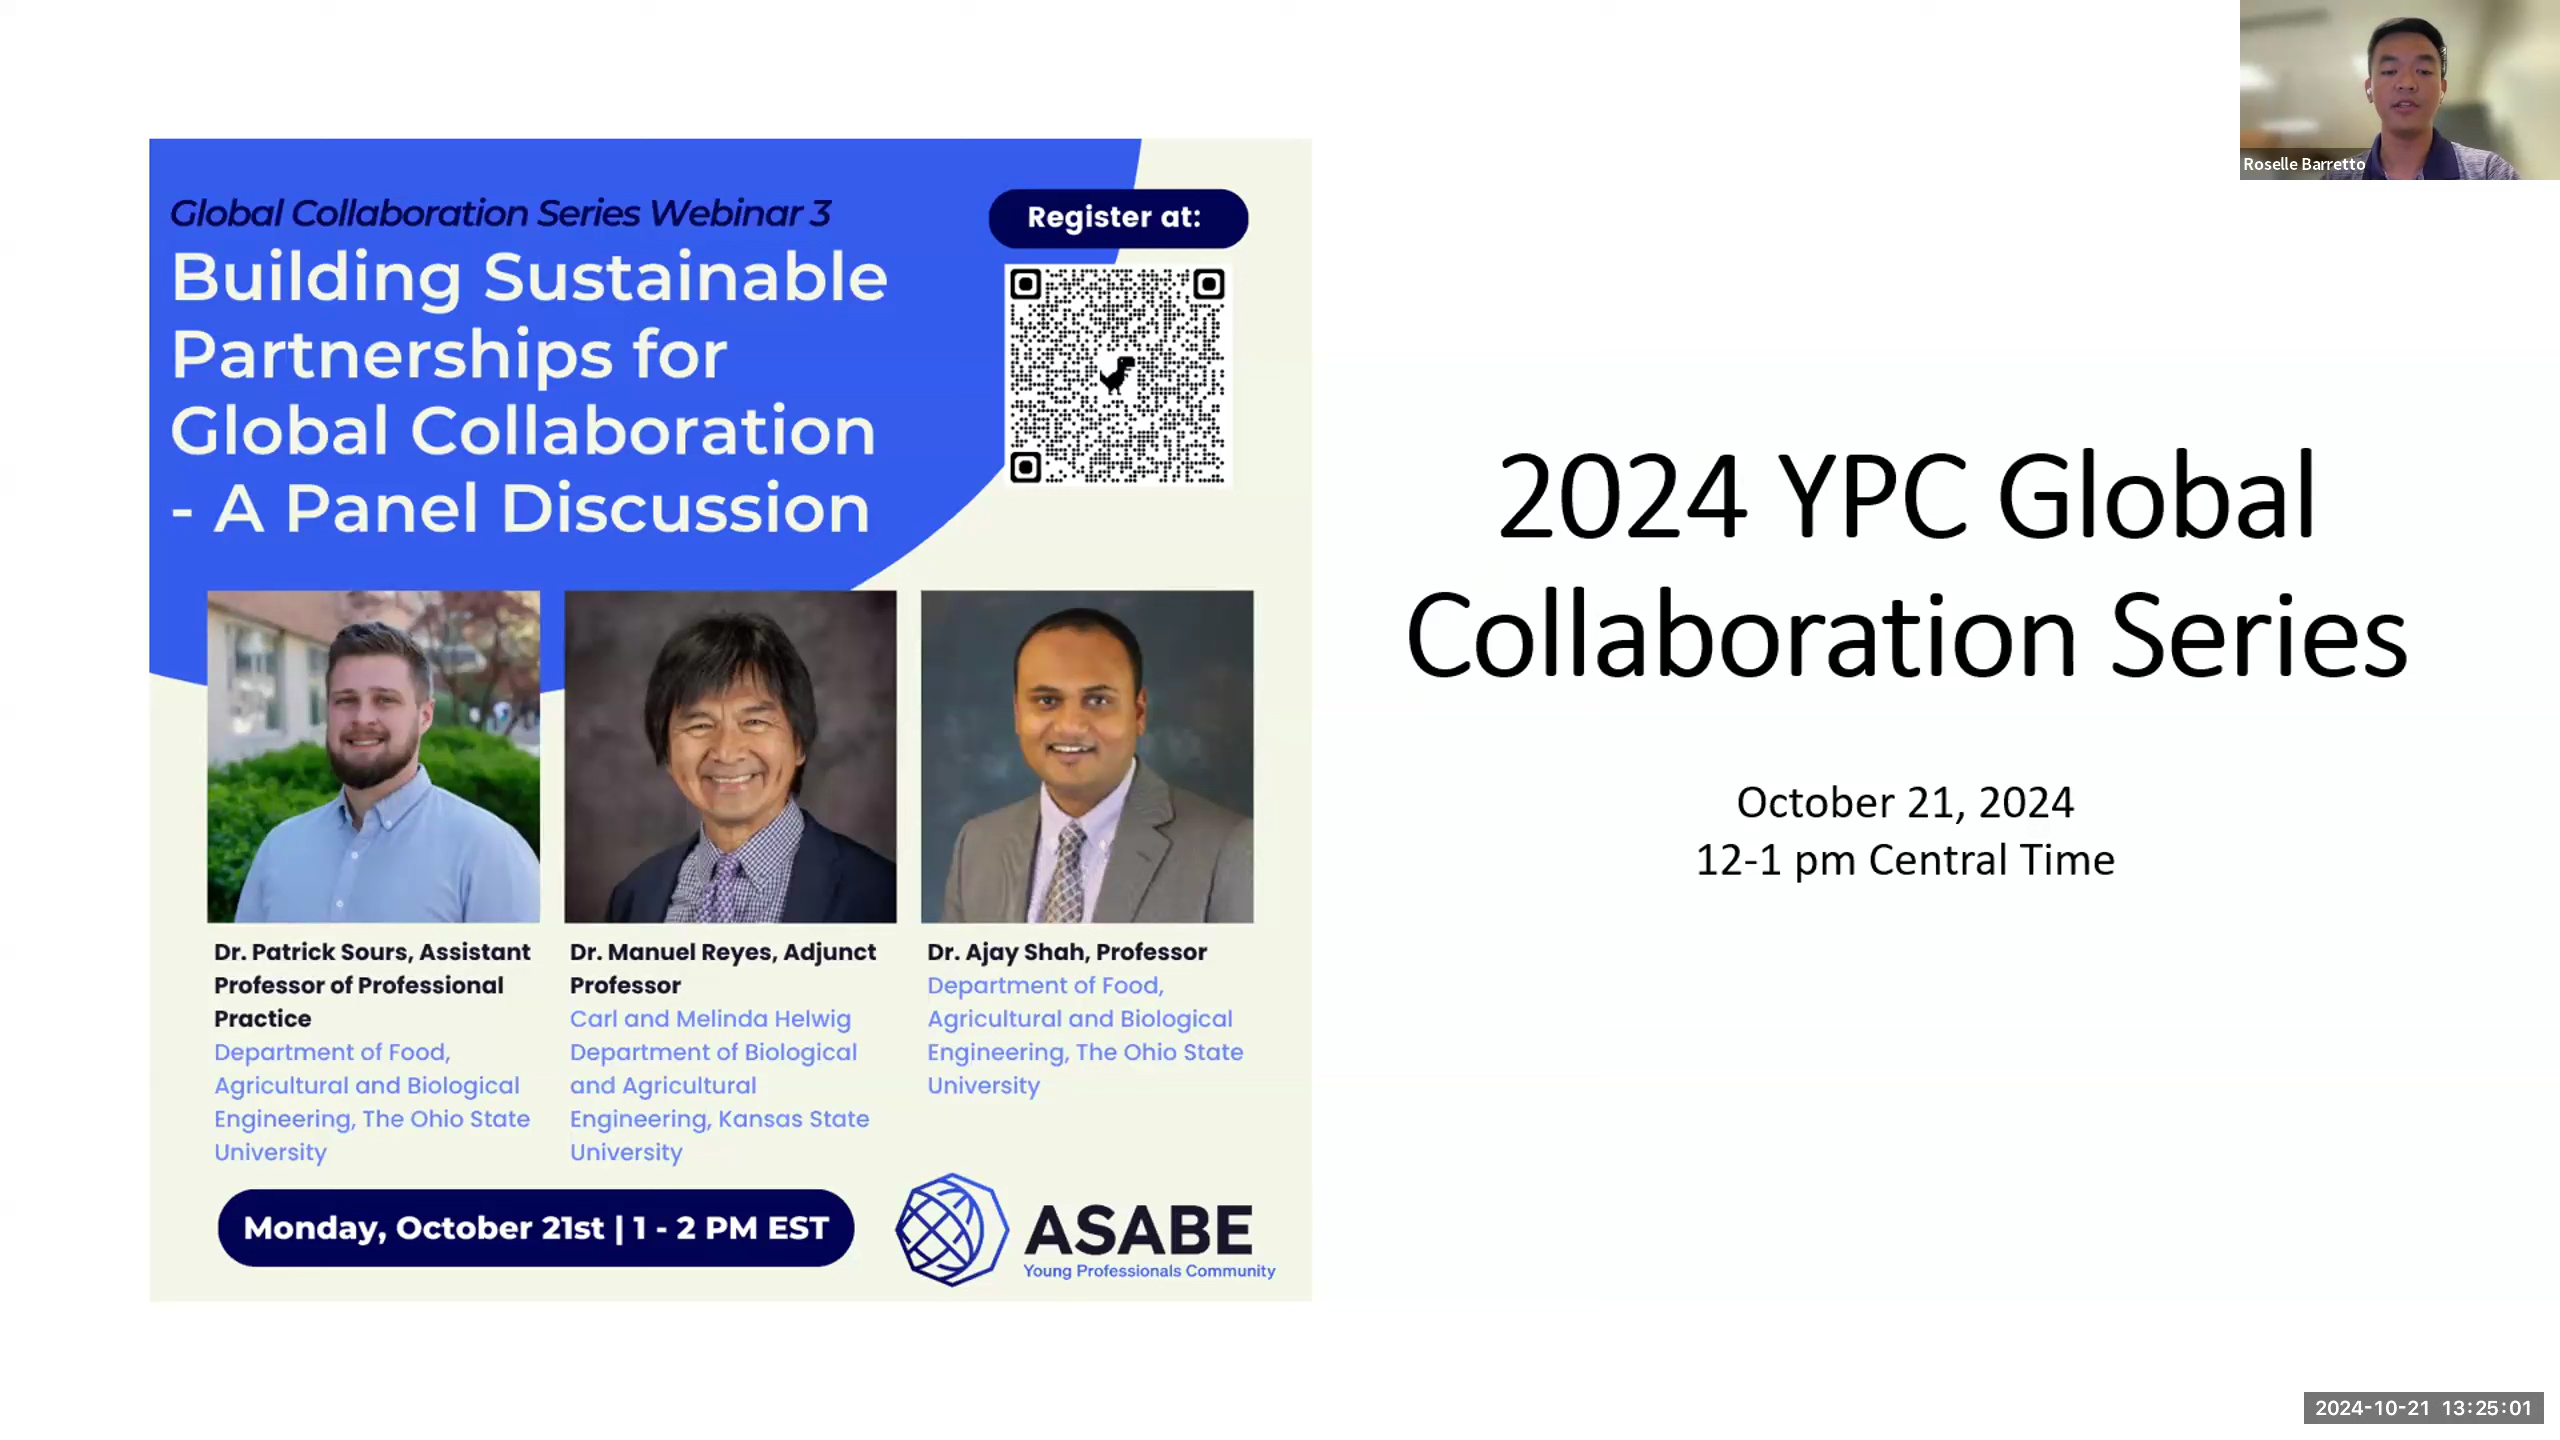 Roselle Barretto
Global Collaboration Series Webinar 3
Building Sustainable
Partnerships for
Global Collaboration
- A Panel Discussion
Register at:
Dr. Patrick Sours, Assistant
Professor of Professional
Practice
Department of Food,
Agricultural and Biological
Engineering, The Ohio State
University
Dr. Manuel Reyes, Adjunct
Professor
Carl and Melinda Helwig
Department of Biological
and Agricultural
Engineering, Kansas State
University
Dr. Ajay Shah, Professor
Department of Food,
Agricultural and Biological
Engineering, The Ohio State
University
Monday, October 21st | 1 - 2 PM EST
ASABE
Young Professionals Community
2024 YPC Global
Collaboration Series
October 21, 2024
12-1 pm Central Time
2024-10-21 13:25:01